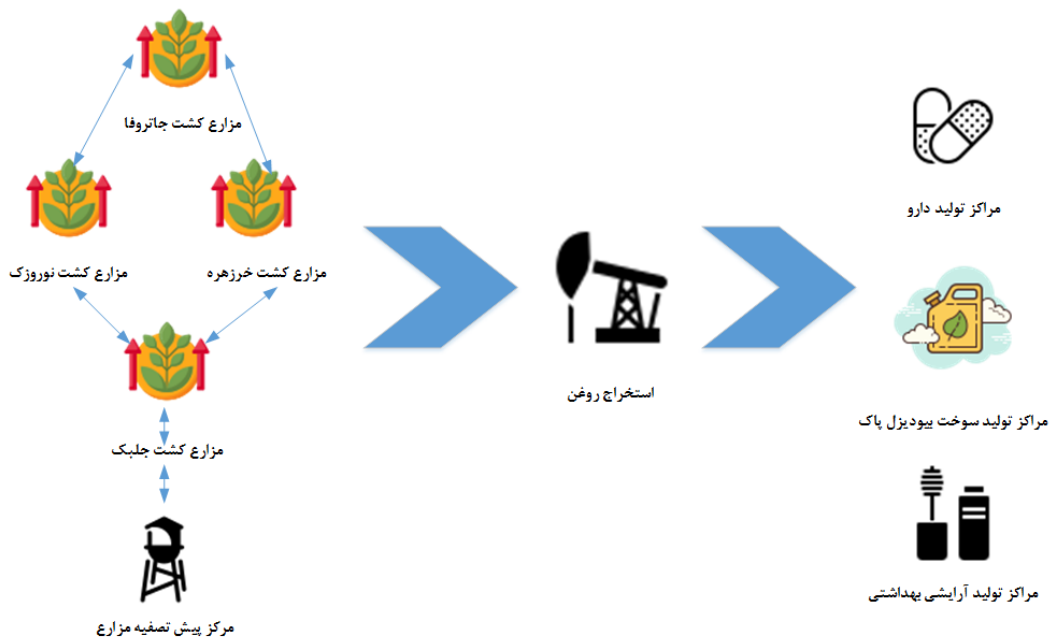 مزارع کشت جاتروفا
مزارع کشت نوروزک
مزارع کشت خرزهره
مزارع کشت جلبک
مرکز پیش تصفیه مزارع
استخراج روغن
مراکز تولید دارو
مراکز تولید سوخت بیودیزل پاک
مراکز تولید آرایشی بهداشتی